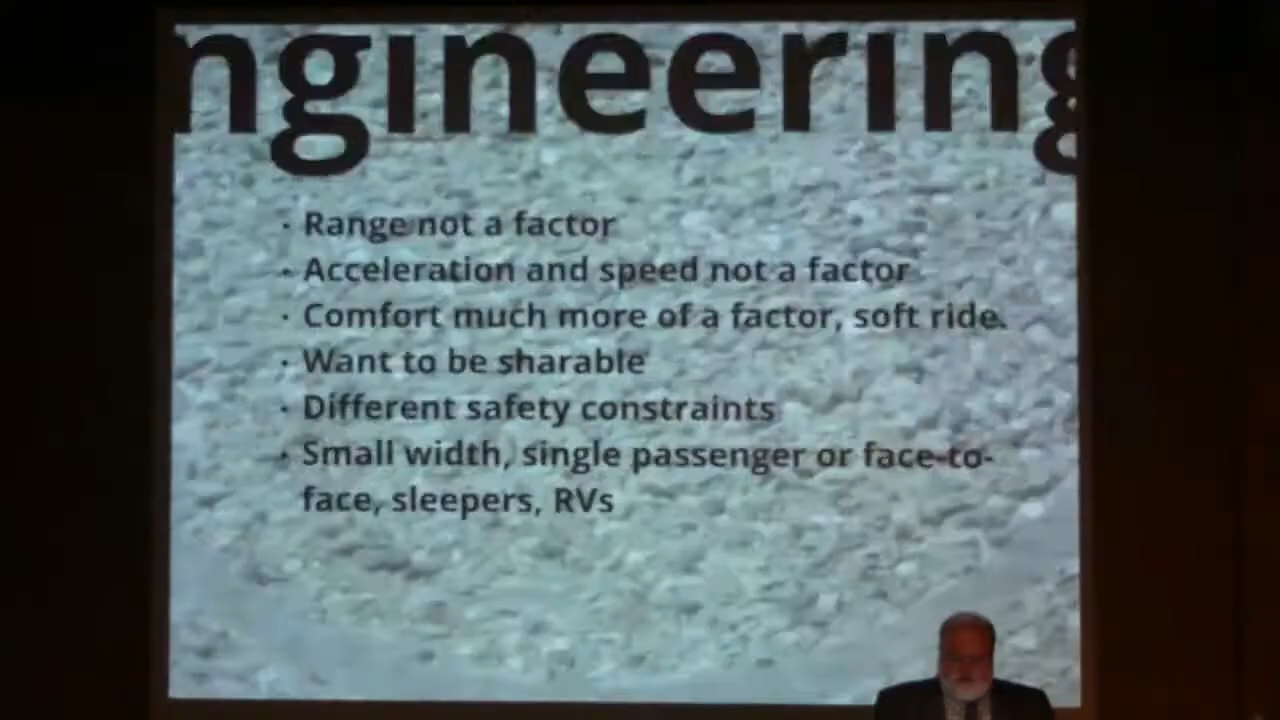 ngineering
· Range not a factor
· Acceleration and speed not a factor
· Comfort much more of a factor, soft ride.
· Want to be sharable
· Different safety constraints
· Small width, single passenger or face-to-
face, sleepers, RVs